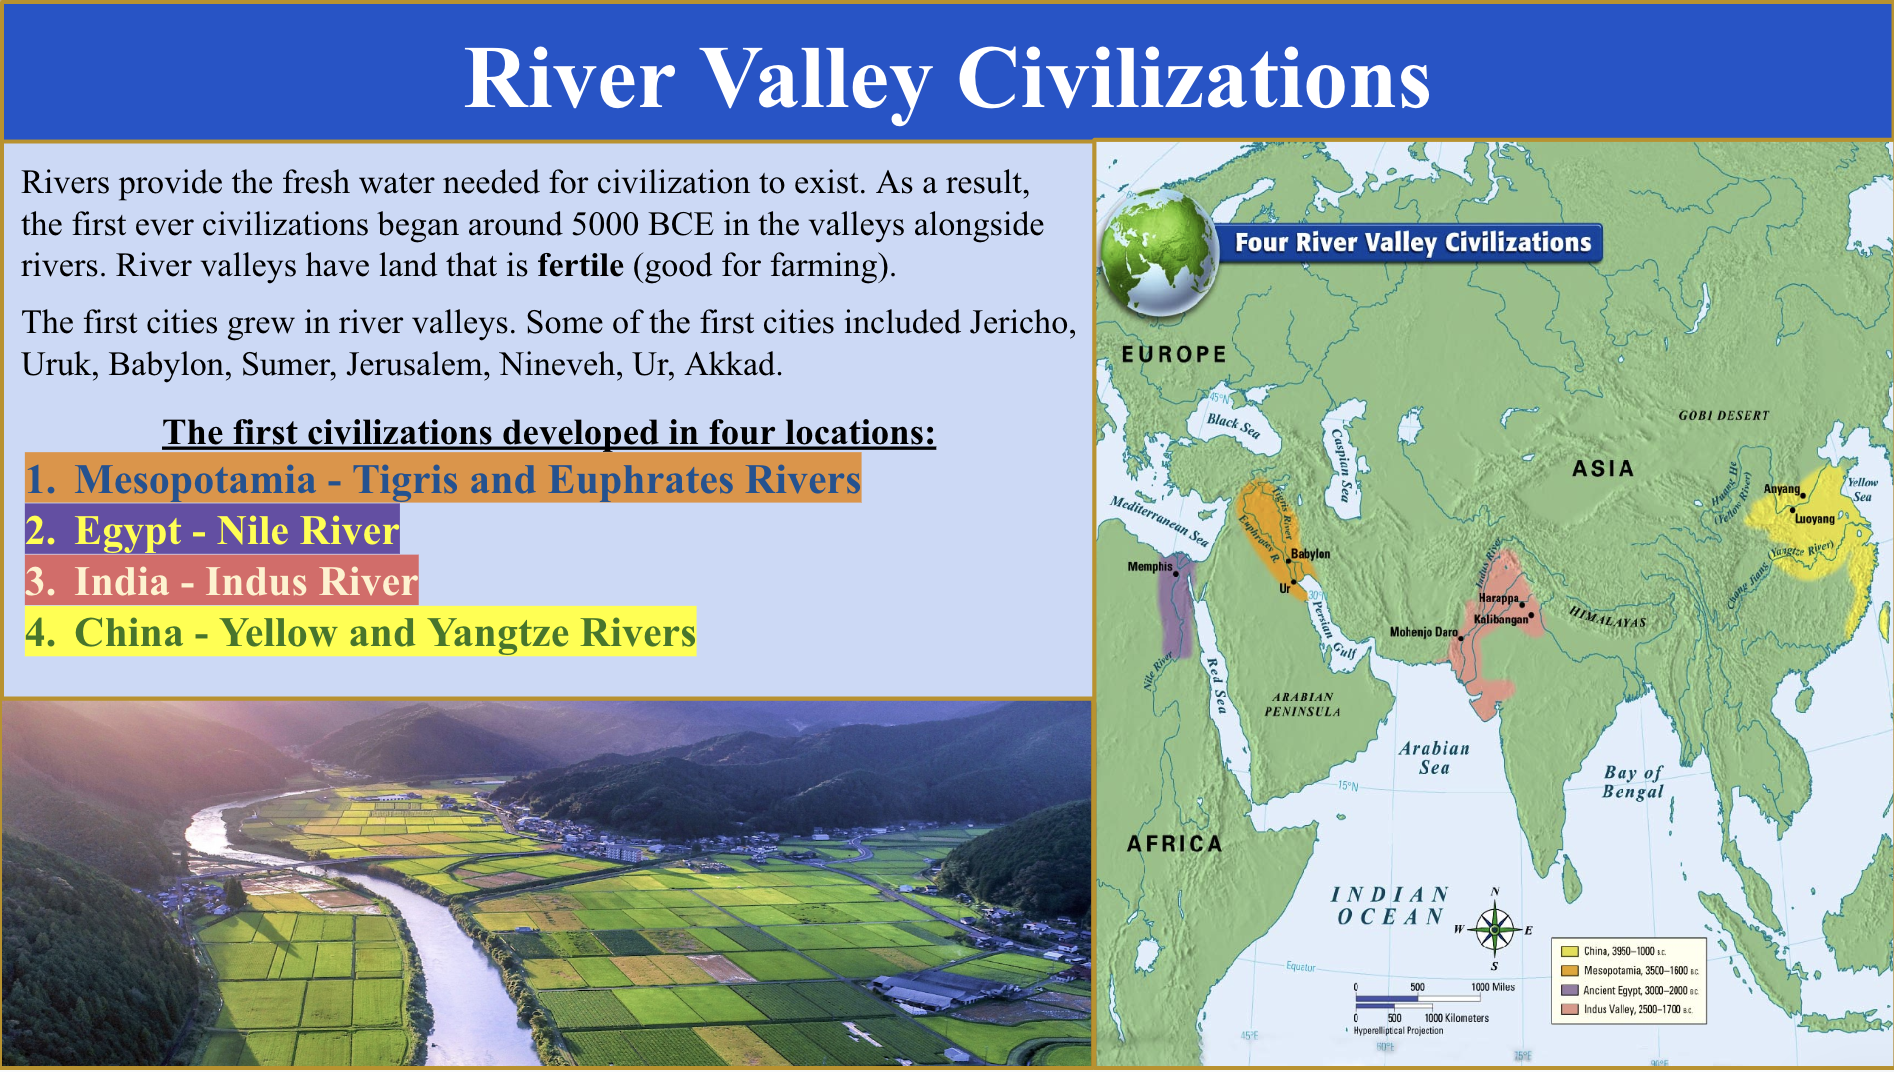 River Valley Civilizations
Rivers provide the fresh water needed for civilization to exist. As a result,
the first ever civilizations began around 5000 BCE in the valleys alongside
rivers. River valleys have land that is fertile (good for farming).
The first cities grew in river valleys. Some of the first cities included Jericho,
Uruk, Babylon, Sumer, Jerusalem, Nineveh, Ur, Akkad.
The first civilizations developed in four locations:
1. Mesopotamia - Tigris and Euphrates Rivers
2. Egypt - Nile River
3. India - Indus River
4. China - Yellow and Yangtze Rivers
Four River Valley Civilizations
EUROPE
45°N
Black Sea
Caspian Sea
GOBI DESERT
ASIA
Huang He
(Yellow River)
Anyang
Luoyang
Yellow
Sea
Mediterranean Sea
Tigris River
Euphrates R.
Babylon
Ur
30°N
Persian Gulf
Memphis
Nile River
Red Sea
Indus River
Harappa
Kalibangan
Mohenjo Daro
HIMALAYAS
Chang Jiang
(Yangtze River)
ARABIAN
PENINSULA
Arabian
Sea
15°N
Bay of
Bengal
AFRICA
INDIAN
OCEAN
N
W
E
S
Equator
0 500 1000 Miles
0 500 1000 Kilometers
Hyperelliptical Projection
China, 3950–1000 B.C.
Mesopotamia, 3500–1600 B.C.
Ancient Egypt, 3000–2000 B.C.
Indus Valley, 2500–1700 B.C.
45°E
60°E
75°E
90°E